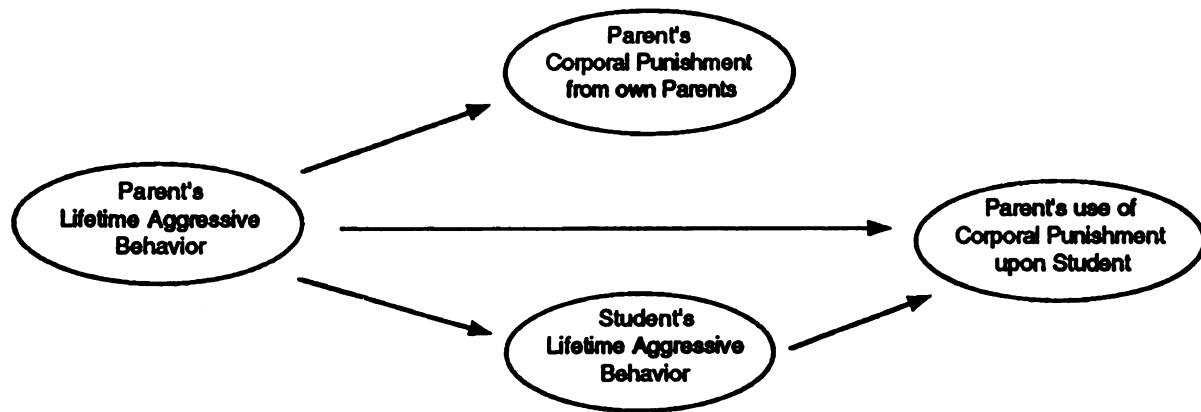 Parent's
Corporal Punishment
from own Parents
Parent's
Lifetime Aggressive
Behavior
Parent's use of
Corporal Punishment
upon Student
Student's
Lifetime Aggressive
Behavior